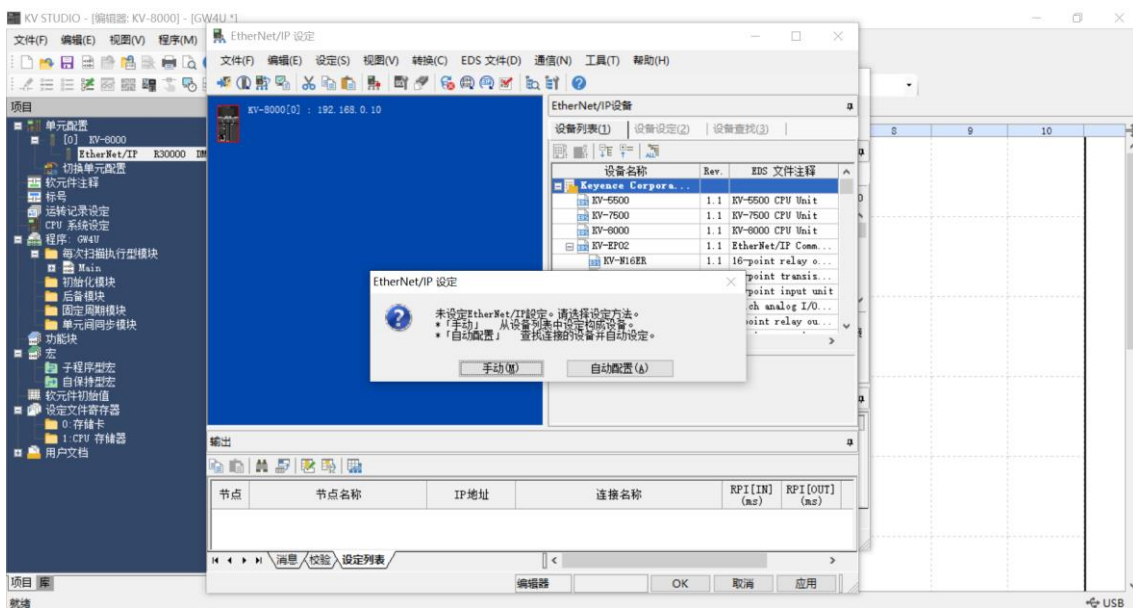 KV STUDIO - [编辑器: KV-8000] - [GW4U *]
文件(F) 编辑(E) 视图(V) 程序(M)
项目
单元配置
[0] KV-8000
EtherNet/IP R30000 DM
切换单元配置
软元件注释
标号
运转记录设定
CPU 系统设定
程序: GW4U
每次扫描执行型模块
Main
初始化模块
后备模块
固定周期模块
单元间同步模块
功能块
宏
子程序型宏
自保持型宏
软元件初始值
设定文件寄存器
0:存储卡
1:CPU 存储器
用户文档
项目 库
就绪
EtherNet/IP 设定
文件(F) 编辑(E) 设定(S) 视图(V) 转换(C) EDS 文件(D) 通信(N) 工具(T) 帮助(H)
KV-8000[0] : 192.168.0.10
EtherNet/IP设备
设备列表(1) 设备设定(2) 设备查找(3)
设备名称 Rev. EDS 文件注释
Keyence Corpora...
KV-5500 1.1 KV-5500 CPU Unit
KV-7500 1.1 KV-7500 CPU Unit
KV-8000 1.1 KV-8000 CPU Unit
KV-EP02 1.1 EtherNet/IP Comm...
KV-N16ER 1.1 16-point relay o...
point transis...
point input unit
ch analog I/O...
point relay ou...
EtherNet/IP 设定
未设定EtherNet/IP設定。请选择设定方法。
*「手动」 从设备列表中设定构成设备。
*「自动配置」 查找连接的设备并自动设定。
手动(M) 自动配置(A)
输出
节点 节点名称 IP地址 连接名称 RPI[IN] (ms) RPI[OUT] (ms)
消息 校验 设定列表
编辑器 OK 取消 应用
8 9 10
USB